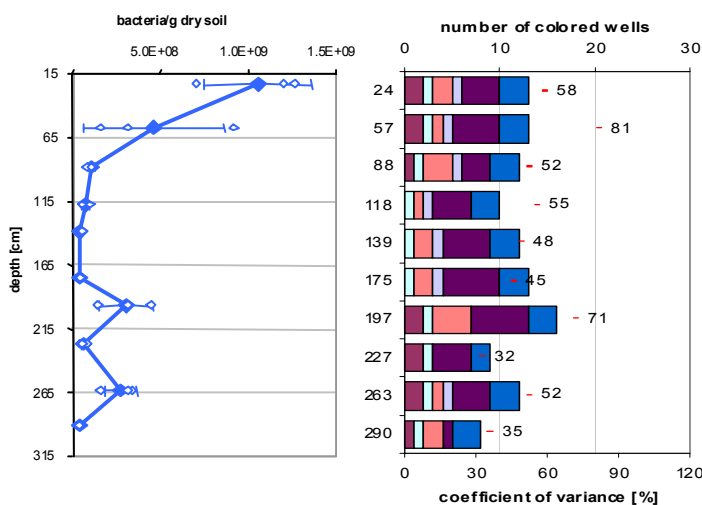 bacteria/g dry soil
5.0E+08 1.0E+09 1.5E+09
15
65
115
165
215
265
315
depth [cm]
number of colored wells
0 10 20 30
24 58
57 81
88 52
118 55
139 48
175 45
197 71
227 32
263 52
290 35
0 30 60 90 120
coefficient of variance [%]